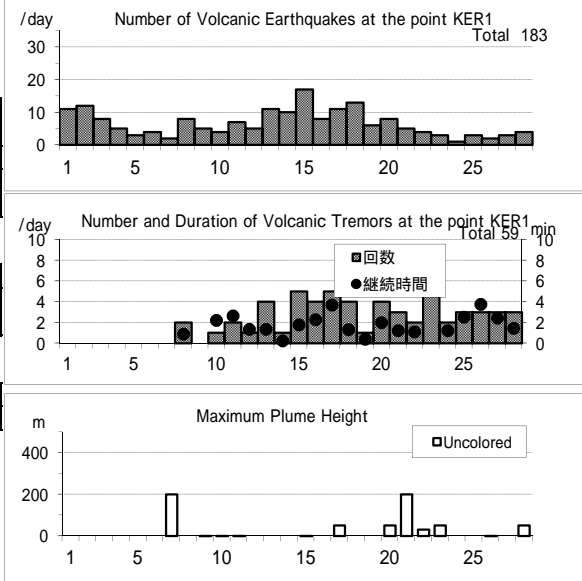 Number of Volcanic Earthquakes at the point KER1
/day
Total 183
30
20
10
0
1 5 10 15 20 25
Number and Duration of Volcanic Tremors at the point KER1
/day
Total 59
min
10 10
8 8
6 6
4 4
2 2
0 0
回数
継続時間
1 5 10 15 20 25
Maximum Plume Height
m
Uncolored
400
200
0
1 5 10 15 20 25